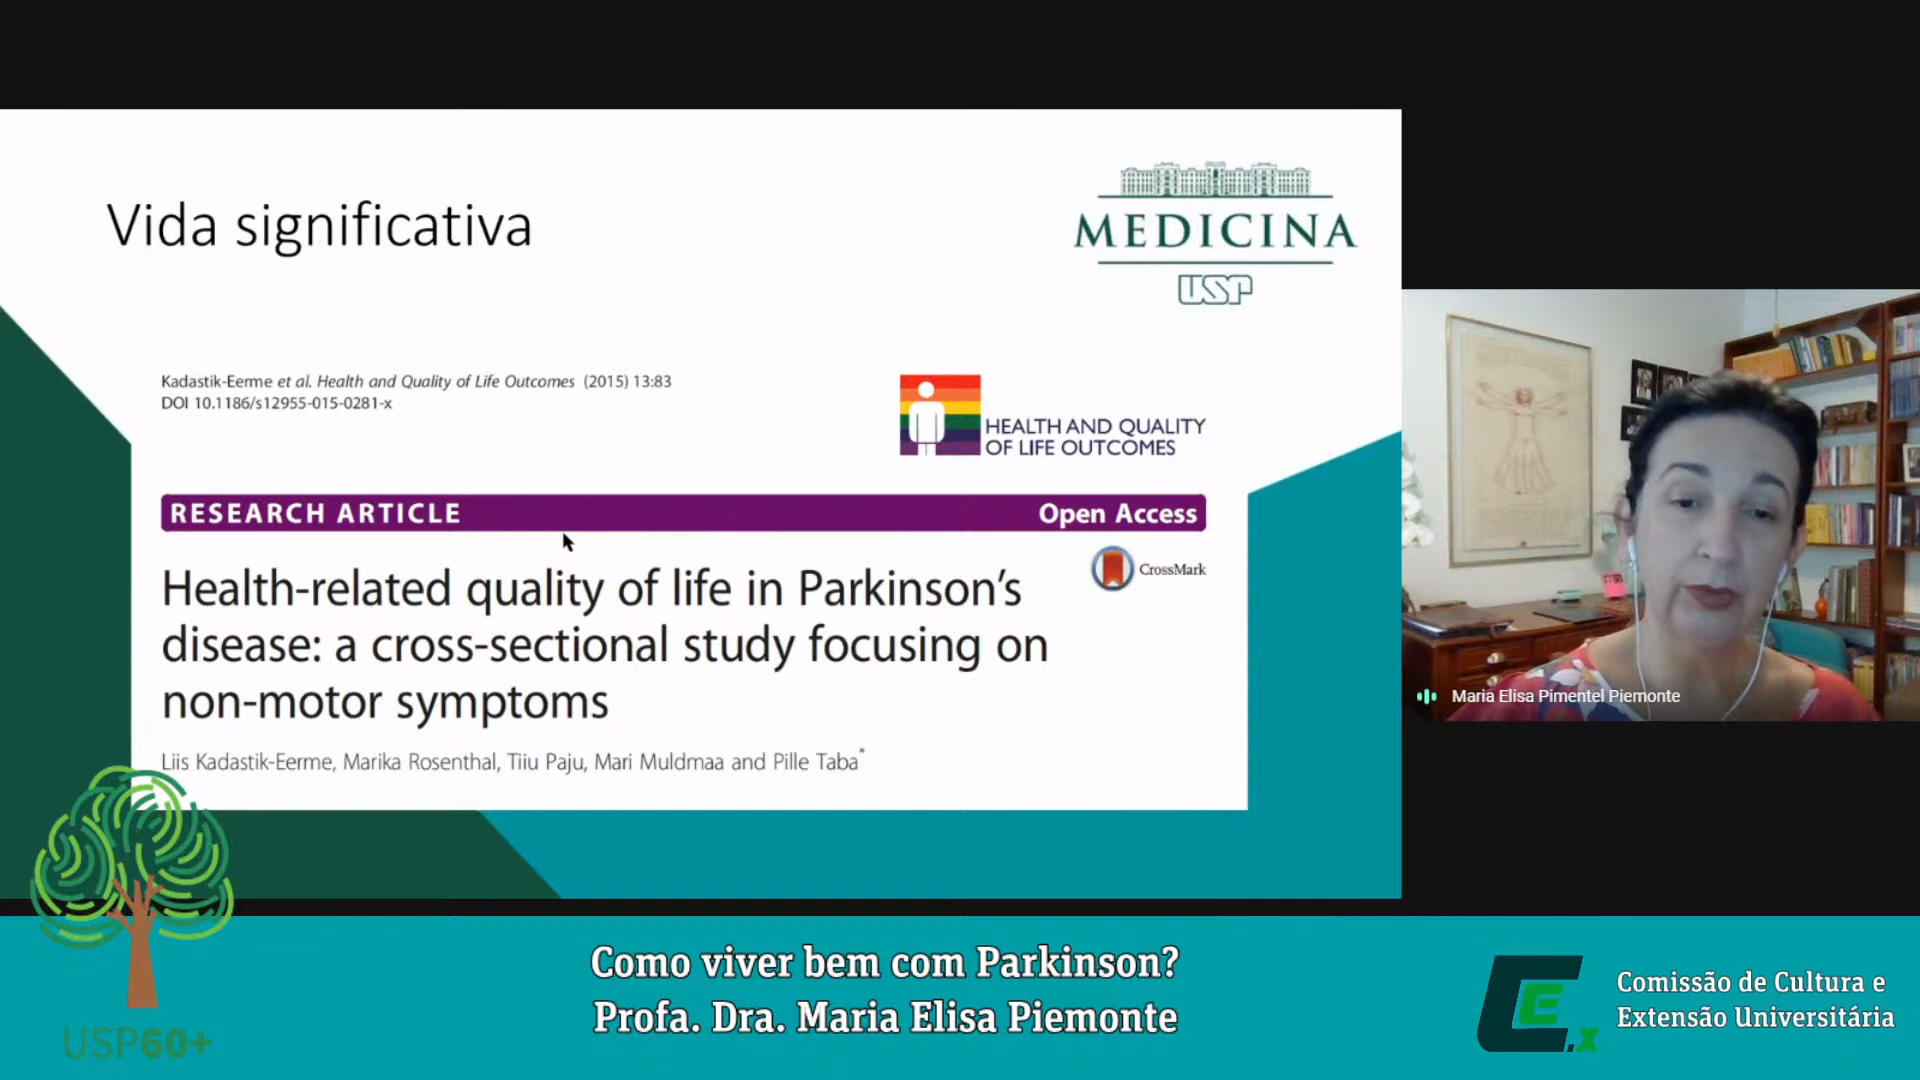 Vida significativa
MEDICINA
USP
Kadastik-Eerme et al. Health and Quality of Life Outcomes (2015) 13:83
DOI 10.1186/s12955-015-0281-x
HEALTH AND QUALITY
OF LIFE OUTCOMES
RESEARCH ARTICLE
Open Access
CrossMark
Health-related quality of life in Parkinson’s
disease: a cross-sectional study focusing on
non-motor symptoms
Liis Kadastik-Eerme, Marika Rosenthal, Tiiu Paju, Mari Muldmaa and Pille Taba*
Maria Elisa Pimentel Piemonte
USP60+
Como viver bem com Parkinson?
Profa. Dra. Maria Elisa Piemonte
CEx
Comissão de Cultura e
Extensão Universitária